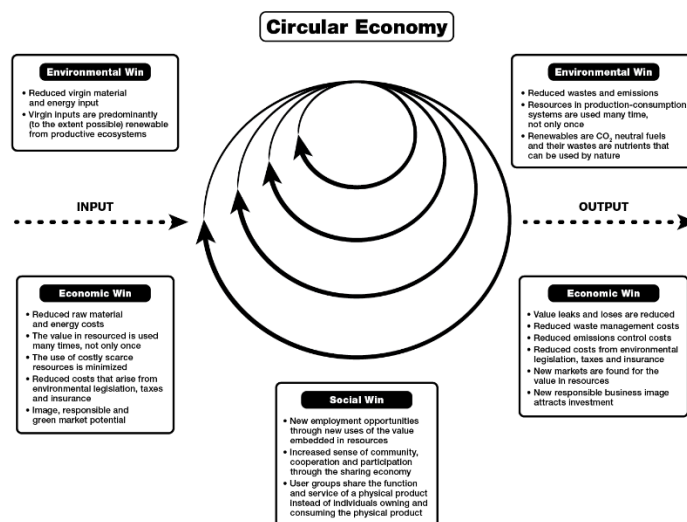 Circular Economy
Environmental Win
• Reduced virgin material
and energy input
• Virgin inputs are predominantly
(to the extent possible) renewable
from productive ecosystems
Environmental Win
• Reduced wastes and emissions
• Resources in production-consumption
systems are used many time,
not only once
• Renewables are CO₂ neutral fuels
and their wastes are nutrients that
can be used by nature
INPUT
OUTPUT
Economic Win
• Reduced raw material
and energy costs
• The value in resourced is used
many times, not only once
• The use of costly scarce
resources is minimized
• Reduced costs that arise from
environmental legislation, taxes
and insurance
• Image, responsible and
green market potential
Economic Win
• Value leaks and loses are reduced
• Reduced waste management costs
• Reduced emissions control costs
• Reduced costs from environmental
legislation, taxes and insurance
• New markets are found for the
value in resources
• New responsible business image
attracts investment
Social Win
• New employment opportunities
through new uses of the value
embedded in resources
• Increased sense of community,
cooperation and participation
through the sharing economy
• User groups share the function
and service of a physical product
instead of individuals owning and
consuming the physical product